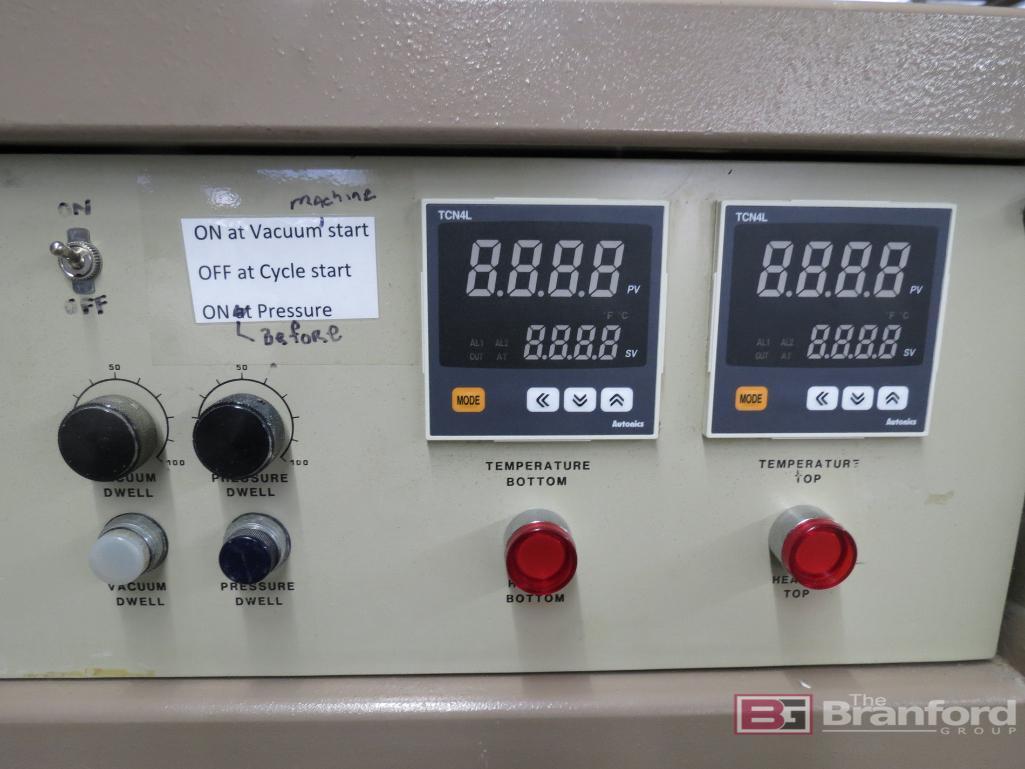 ON
OFF
machine
ON at Vacuum start
OFF at Cycle start
ON at Pressure
Before
50
100
VACUUM
DWELL
50
100
PRESSURE
DWELL
VACUUM
DWELL
PRESSURE
DWELL
TCN4L
8.8.8.8
PV
°F °C
AL1 AL2
OUT AT
8.8.8.8
SV
MODE
Autonics
TEMPERATURE
BOTTOM
BOTTOM
TCN4L
8.8.8.8
PV
°F °C
AL1 AL2
OUT AT
8.8.8.8
SV
MODE
Autonics
TEMPERATURE
TOP
TOP
BG The Branford
GROUP